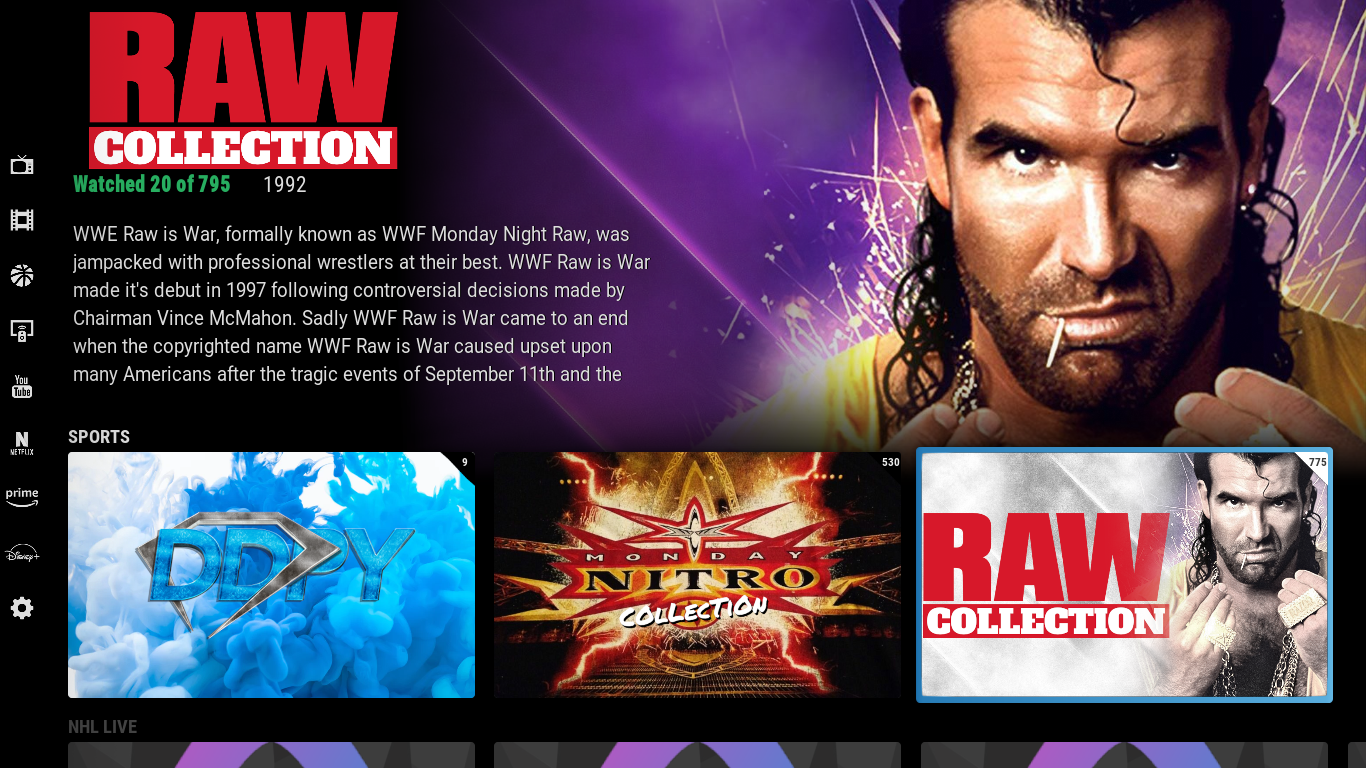 RAW
COLLECTION
Watched 20 of 795 1992
WWE Raw is War, formally known as WWF Monday Night Raw, was
jampacked with professional wrestlers at their best. WWF Raw is War
made it's debut in 1997 following controversial decisions made by
Chairman Vince McMahon. Sadly WWF Raw is War came to an end
when the copyrighted name WWF Raw is War caused upset upon
many Americans after the tragic events of September 11th and the
You
Tube
N
NETFLIX
prime
Disney+
SPORTS
9
DDPY
530
MONDAY
NITRO
COLLECTION
775
RAW
COLLECTION
NHL LIVE